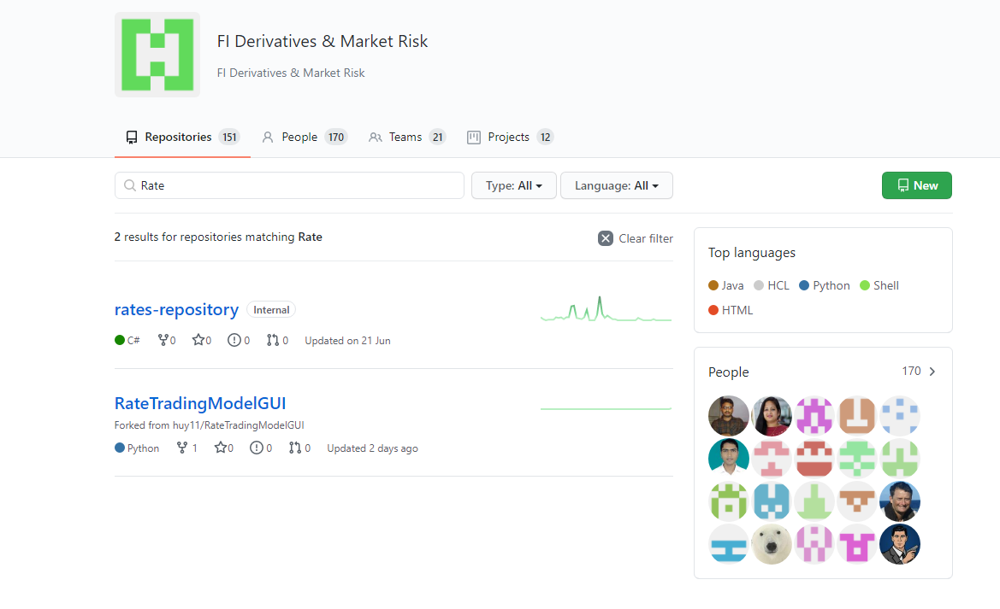 FI Derivatives & Market Risk
FI Derivatives & Market Risk
Repositories 151 People 170 Teams 21 Projects 12
Rate Type: All Language: All New
2 results for repositories matching Rate Clear filter
rates-repository Internal
C# 0 0 0 0 Updated on 21 Jun
RateTradingModelGUI
Forked from huy11/RateTradingModelGUI
Python 1 0 0 0 Updated 2 days ago
Top languages
Java HCL Python Shell
HTML
People 170